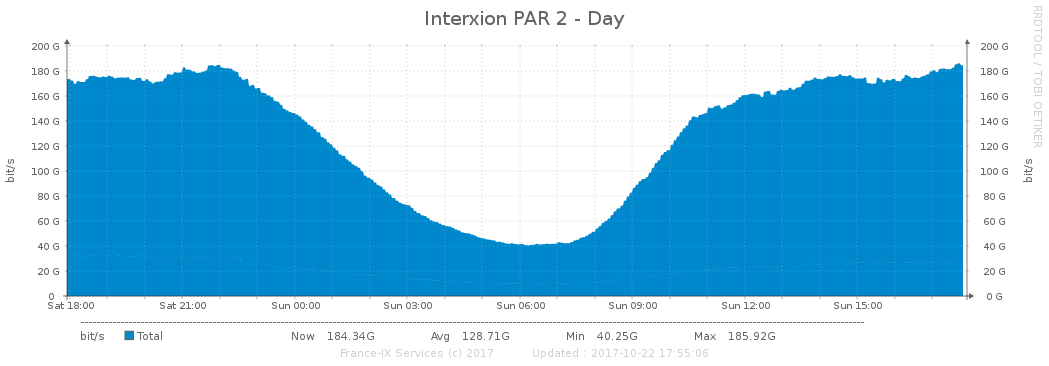 Interxion PAR 2 - Day
RRDTOOL / TOBI OETIKER
bit/s
200 G 200 G
180 G 180 G
160 G 160 G
140 G 140 G
120 G 120 G
100 G 100 G
80 G 80 G
60 G 60 G
40 G 40 G
20 G 20 G
0 0 G
bit/s
Sat 18:00 Sat 21:00 Sun 00:00 Sun 03:00 Sun 06:00 Sun 09:00 Sun 12:00 Sun 15:00
bit/s Total Now 184.34G Avg 128.71G Min 40.25G Max 185.92G
France-IX Services (c) 2017 Updated : 2017-10-22 17:55:06